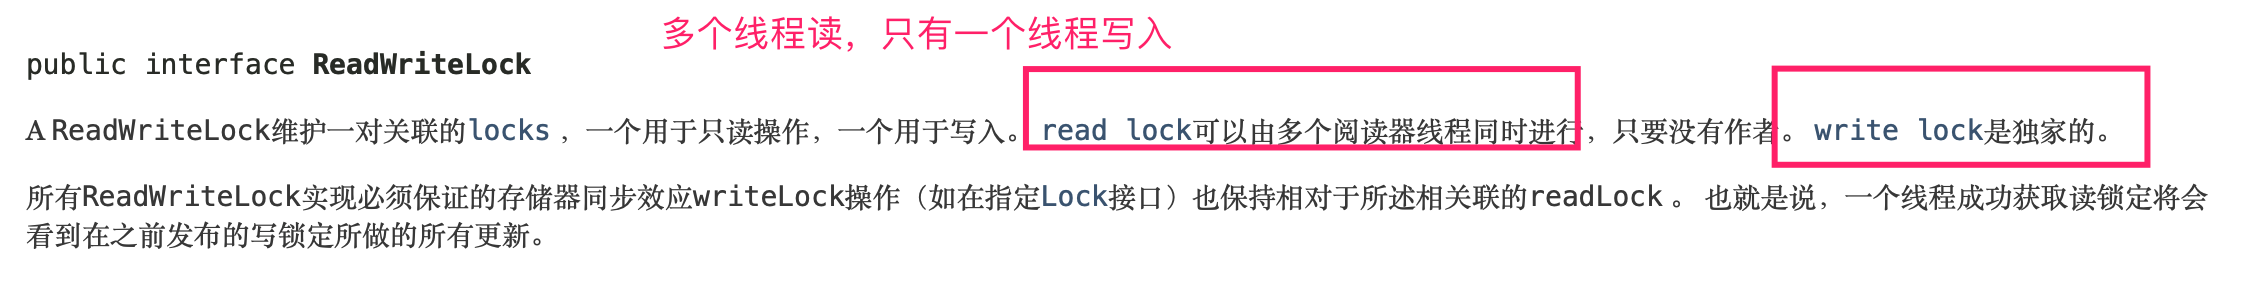 多个线程读，只有一个线程写入
public interface ReadWriteLock
A ReadWriteLock维护一对关联的locks ，一个用于只读操作，一个用于写入。 read lock可以由多个阅读器线程同时进行，只要没有作者。 write lock是独家的。
所有ReadWriteLock实现必须保证的存储器同步效应writeLock操作（如在指定Lock接口）也保持相对于所述相关联的readLock 。 也就是说，一个线程成功获取读锁定将会
看到在之前发布的写锁定所做的所有更新。